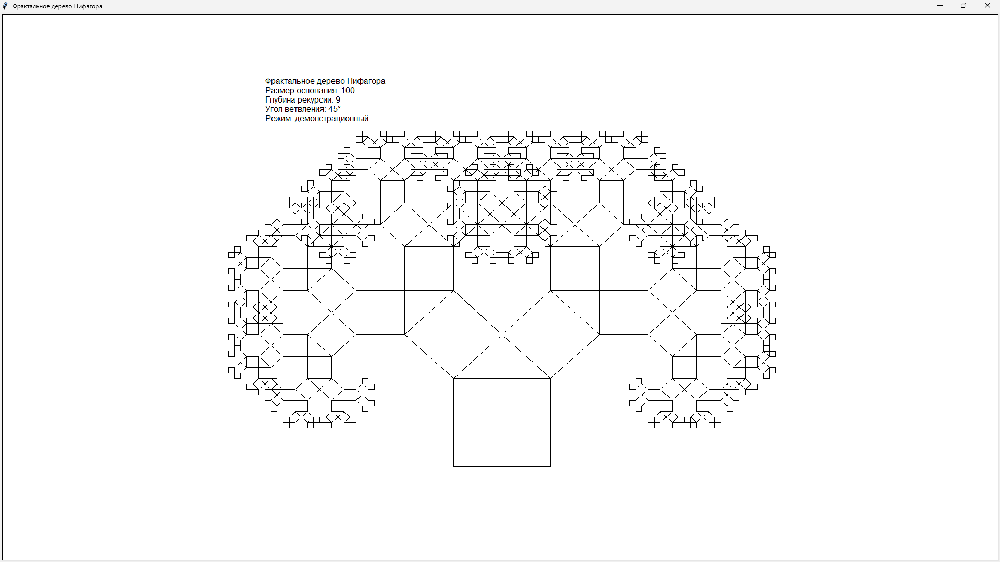 Фрактальное дерево Пифагора
Фрактальное дерево Пифагора
Размер основания: 100
Глубина рекурсии: 9
Угол ветвления: 45°
Режим: демонстрационный